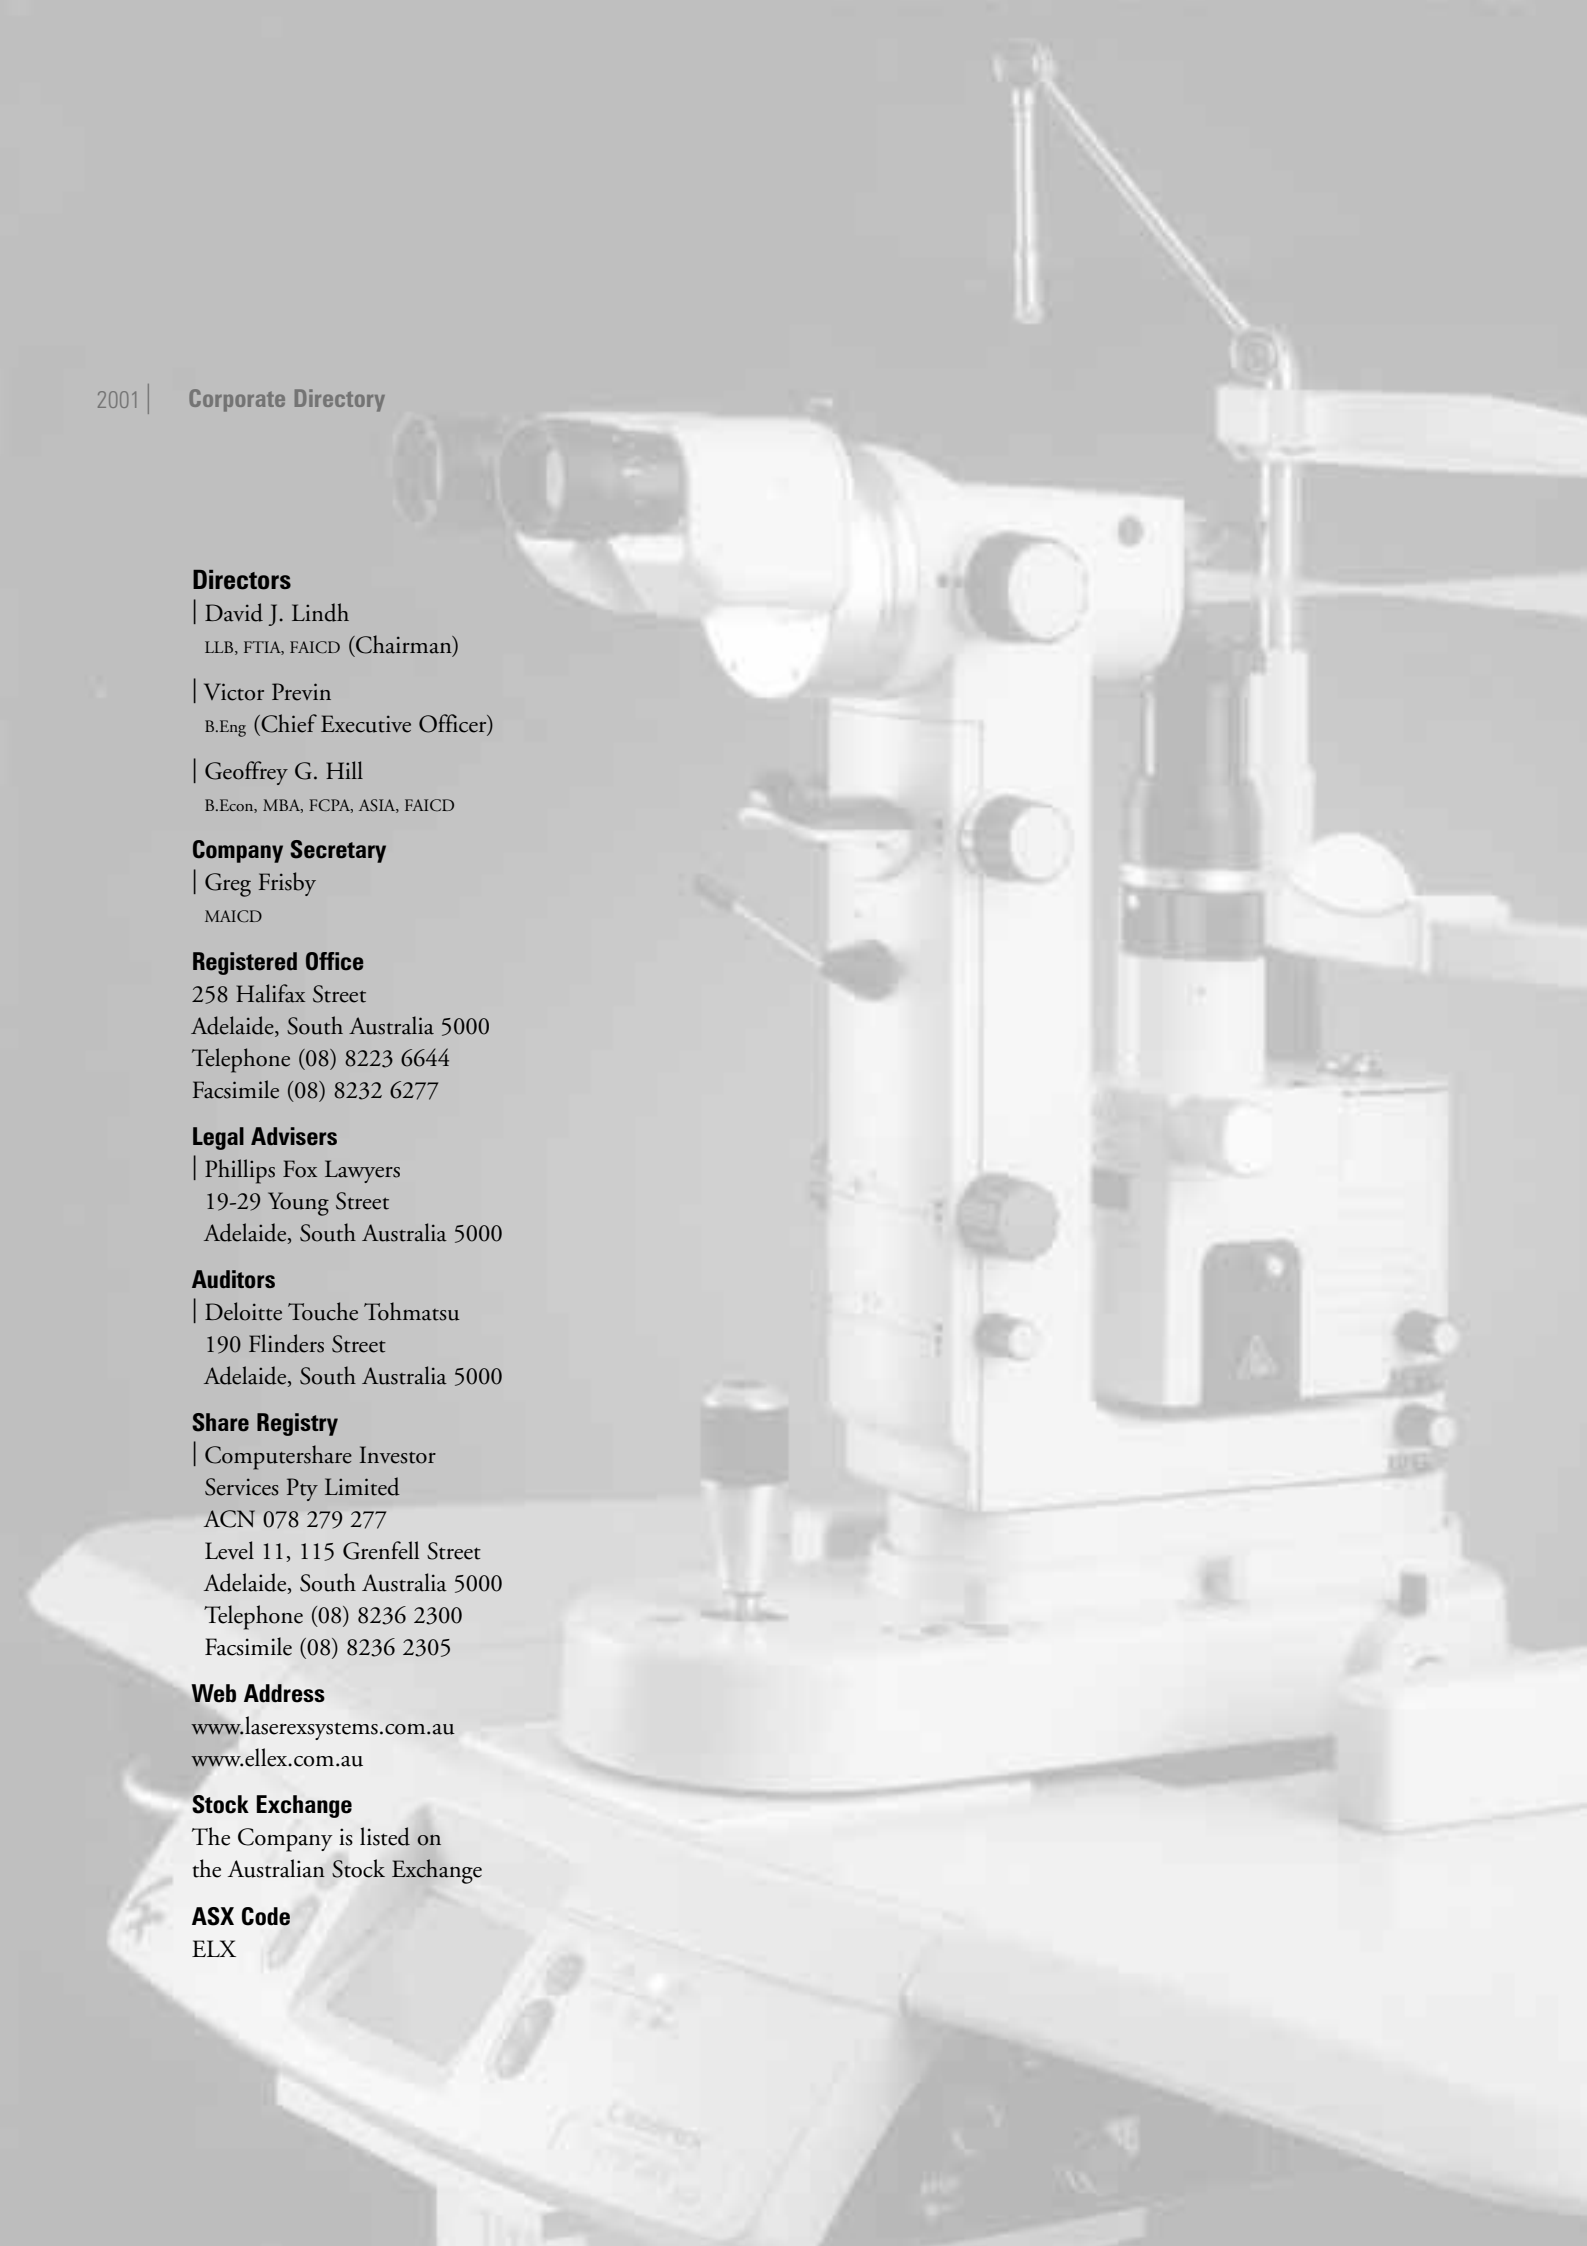 2001 | Corporate Directory
Directors
| David J. Lindh
LLB, FTIA, FAICD (Chairman)
| Victor Previn
B.Eng (Chief Executive Officer)
| Geoffrey G. Hill
B.Econ, MBA, FCPA, ASIA, FAICD
Company Secretary
| Greg Frisby
MAICD
Registered Office
258 Halifax Street
Adelaide, South Australia 5000
Telephone (08) 8223 6644
Facsimile (08) 8232 6277
Legal Advisers
| Phillips Fox Lawyers
19-29 Young Street
Adelaide, South Australia 5000
Auditors
| Deloitte Touche Tohmatsu
190 Flinders Street
Adelaide, South Australia 5000
Share Registry
| Computershare Investor
Services Pty Limited
ACN 078 279 277
Level 11, 115 Grenfell Street
Adelaide, South Australia 5000
Telephone (08) 8236 2300
Facsimile (08) 8236 2305
Web Address
www.laserexsystems.com.au
www.ellex.com.au
Stock Exchange
The Company is listed on
the Australian Stock Exchange
ASX Code
ELX
Laserex